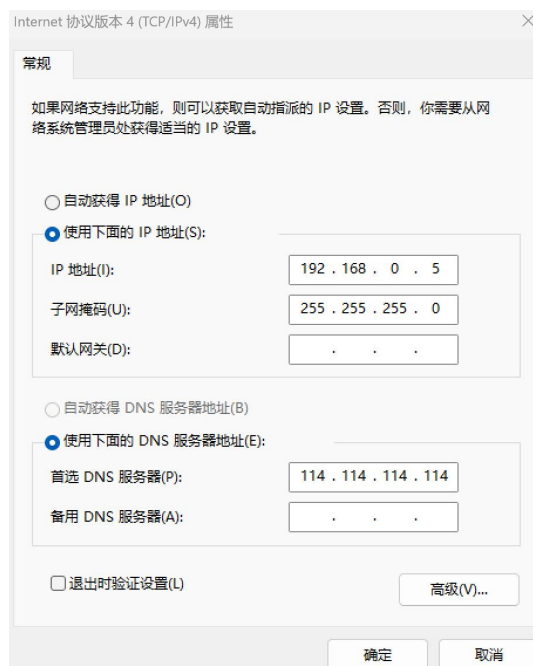 Internet 协议版本 4 (TCP/IPv4) 属性
常规
如果网络支持此功能，则可以获取自动指派的 IP 设置。否则，你需要从网
络系统管理员处获得适当的 IP 设置。
自动获得 IP 地址(O)
使用下面的 IP 地址(S):
IP 地址(I): 192 . 168 . 0 . 5
子网掩码(U): 255 . 255 . 255 . 0
默认网关(D): . . .
自动获得 DNS 服务器地址(B)
使用下面的 DNS 服务器地址(E):
首选 DNS 服务器(P): 114 . 114 . 114 . 114
备用 DNS 服务器(A): . . .
退出时验证设置(L)
高级(V)...
确定 取消